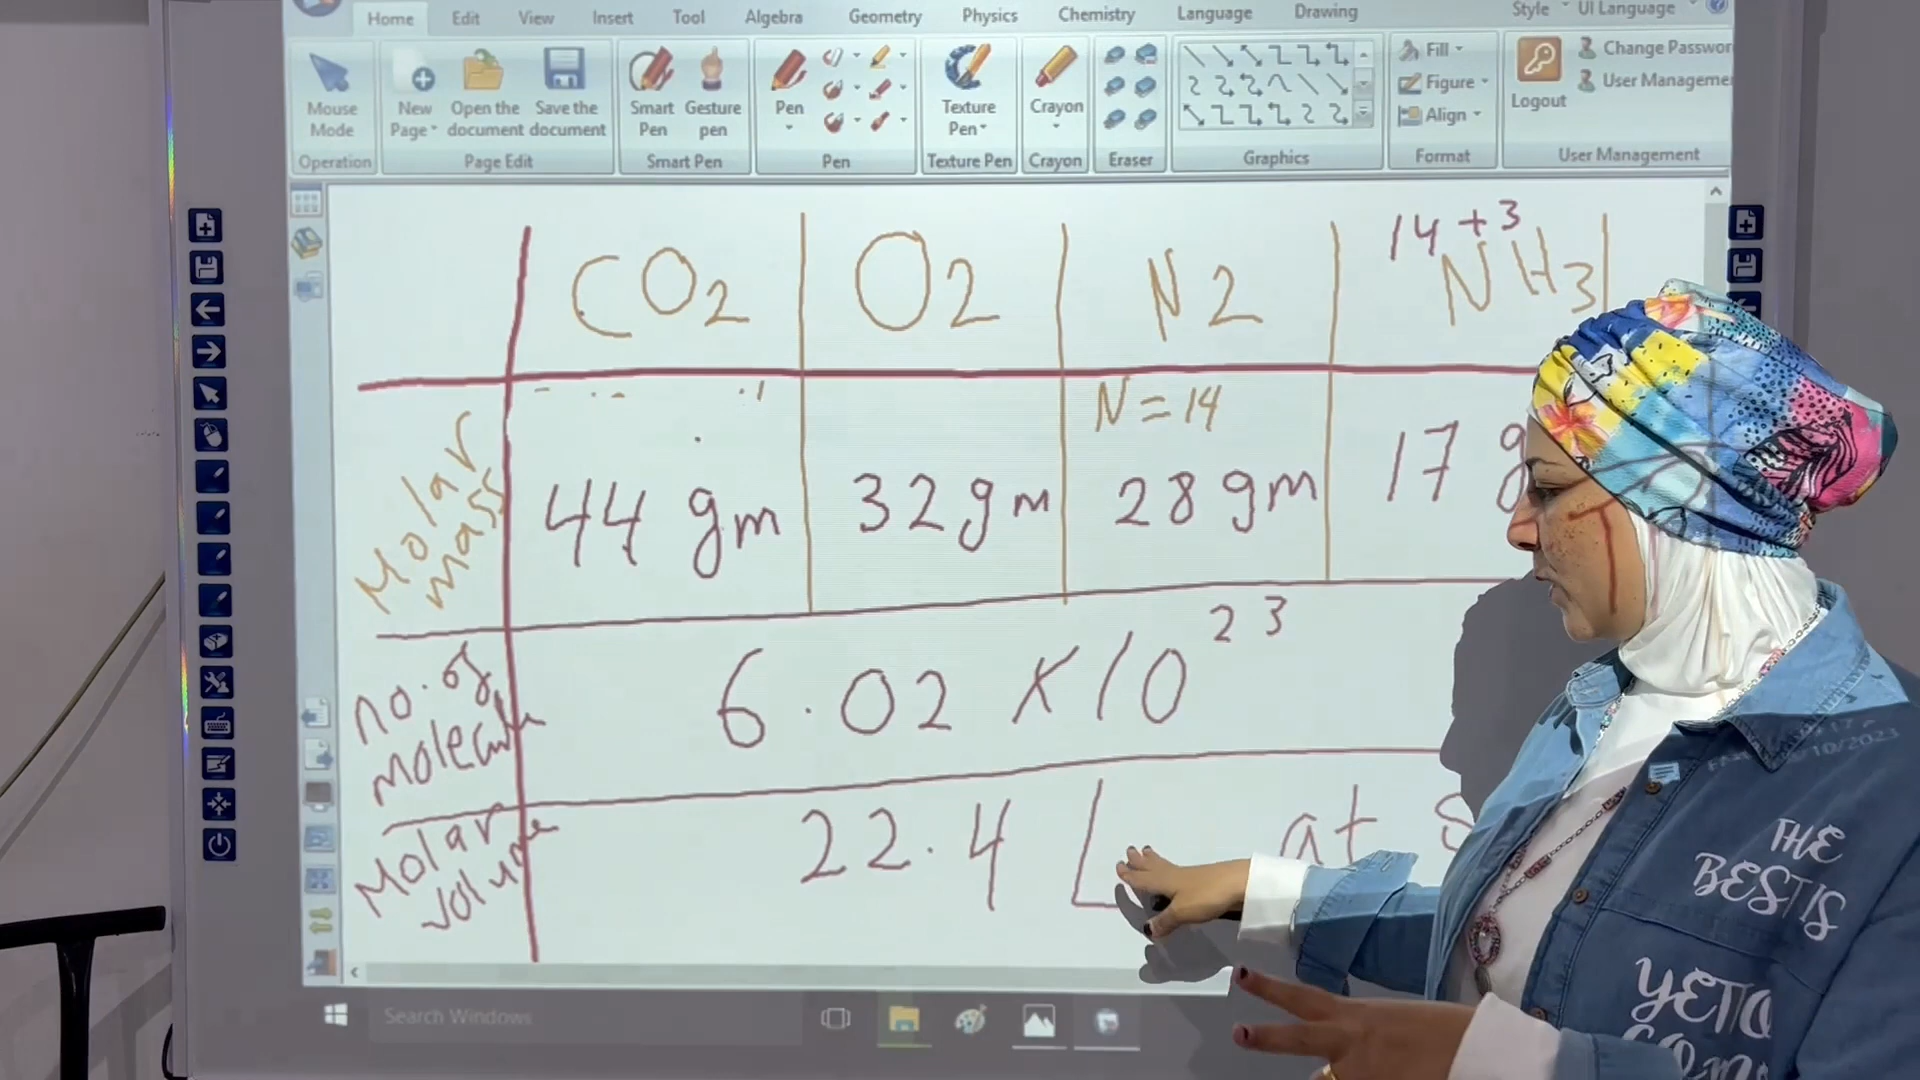 Home Edit View Insert Tool Algebra Geometry Physics Chemistry Language Drawing Style UI Language
Mouse Mode
New Page
Open the document
Save the document
Smart Pen
Gesture pen
Pen
Texture Pen
Crayon
Fill
Figure
Align
Logout
Change Passwor
User Manageme
Operation Page Edit Smart Pen Pen Texture Pen Crayon Eraser Graphics Format User Management
14 + 3
CO2 O2 N2 NH3
N = 14
Molar mass
44 gm 32 gm 28 gm 17 g
no. of molecule
6.02 x 10 23
Molar volume
22.4 L at s
Search Windows
THE
BEST IS
YET TO
COME